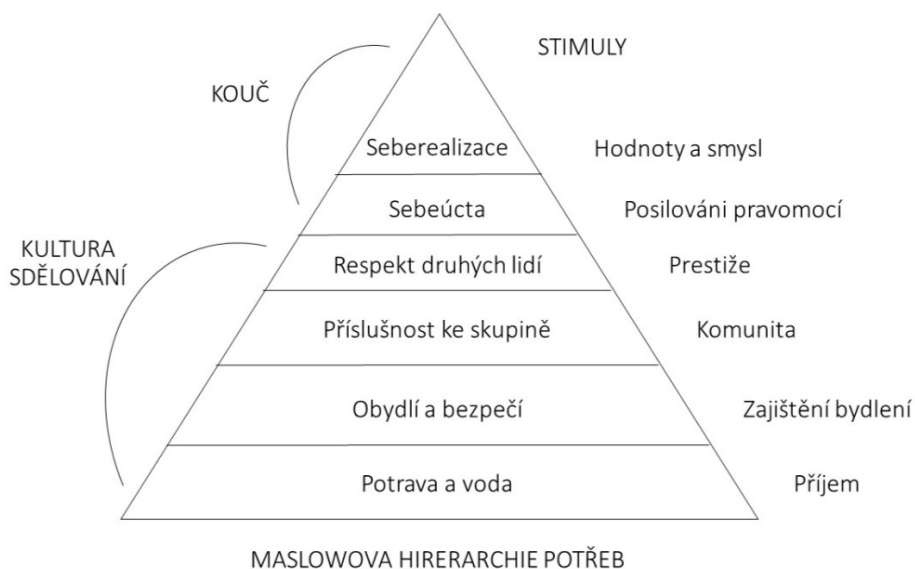 STIMULY
KOUČ
Seberealizace
Hodnoty a smysl
Sebeúcta
Posilováni pravomocí
KULTURA
SDĚLOVÁNÍ
Respekt druhých lidí
Prestiže
Příslušnost ke skupině
Komunita
Obydlí a bezpečí
Zajištění bydlení
Potrava a voda
Příjem
MASLOWOVA HIRERARCHIE POTŘEB